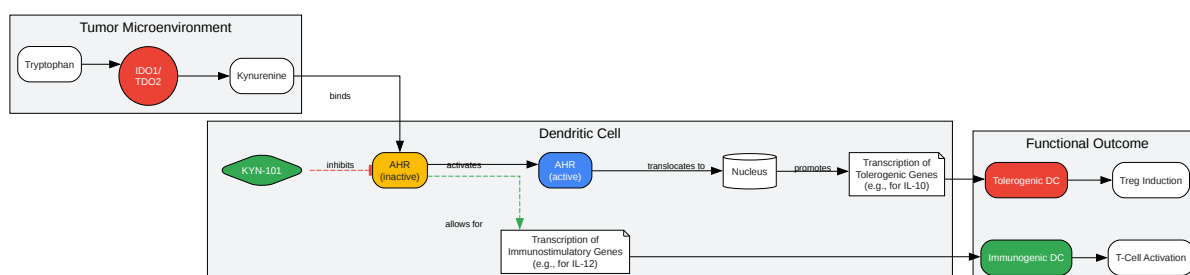 Tumor Microenvironment
Tryptophan
IDO1/
TDO2
Kynurenine
binds
Dendritic Cell
KYN-101
inhibits
AHR
(inactive)
activates
AHR
(active)
translocates to
Nucleus
promotes
Transcription of
Tolerogenic Genes
(e.g., for IL-10)
allows for
Transcription of
Immunostimulatory Genes
(e.g., for IL-12)
Functional Outcome
Tolerogenic DC
Treg Induction
Immunogenic DC
T-Cell Activation